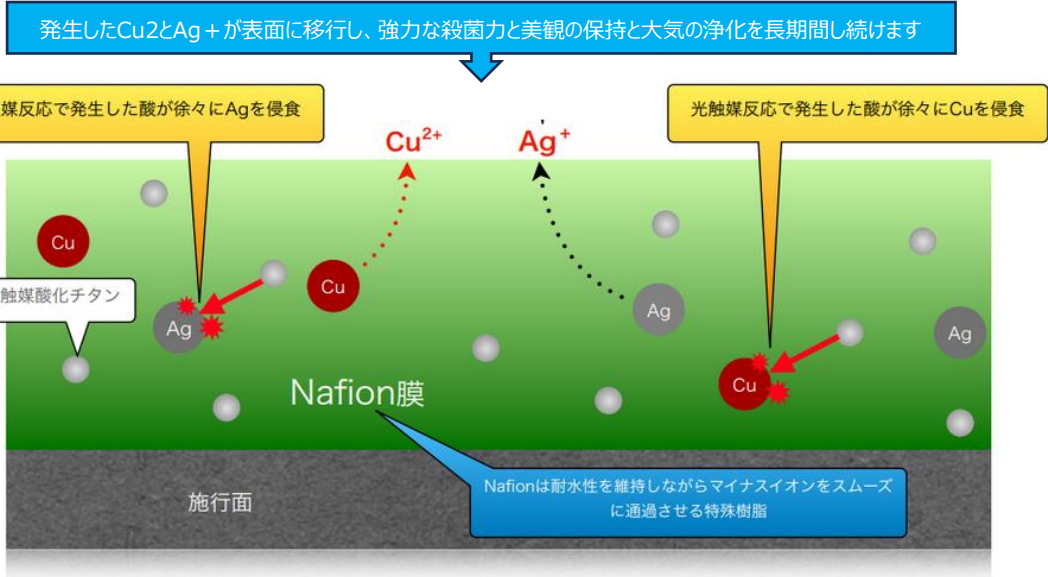 発生したCu2とAg＋が表面に移行し、強力な殺菌力と美観の保持と大気の浄化を長期間し続けます
媒反応で発生した酸が徐々にAgを侵食
光触媒反応で発生した酸が徐々にCuを侵食
Cu²⁺
Ag⁺
Cu
Cu
触媒酸化チタン
Ag
Ag
Ag
Cu
Nafion膜
Nafionは耐水性を維持しながらマイナスイオンをスムーズ
に通過させる特殊樹脂
施行面